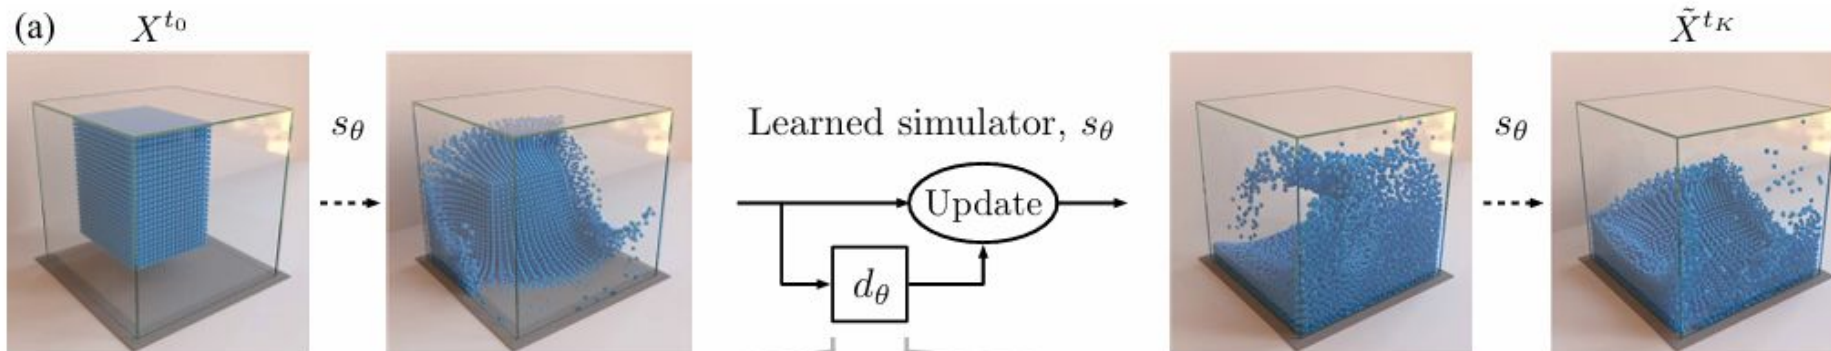 (a)
X^{t_0}
s_θ
Learned simulator, s_θ
Update
d_θ
s_θ
X̃^{t_K}